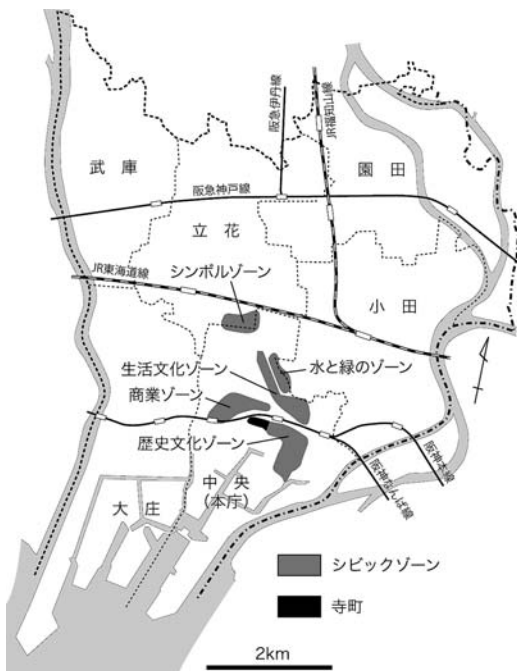 阪急伊丹線
JR福知山線
武庫
園田
阪急神戸線
立花
JR東海道線
シンボルゾーン
小田
生活文化ゾーン
水と緑のゾーン
商業ゾーン
歴史文化ゾーン
中央
(本庁)
大庄
阪神なんば線
阪神本線
シビックゾーン
寺町
2km